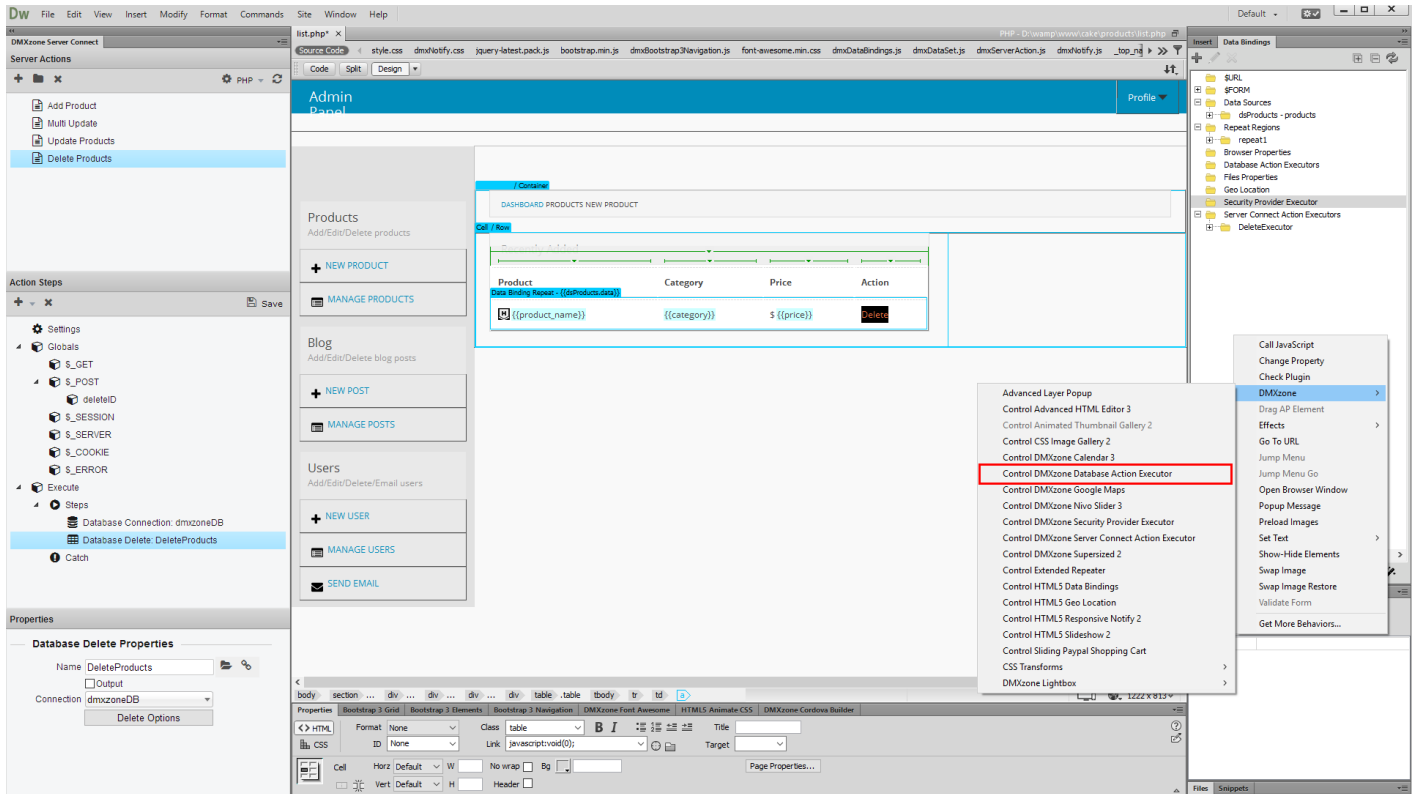 Dw File Edit View Insert Modify Format Commands Site Window Help Default
DMXzone Server Connect
Server Actions
PHP
Add Product
Multi Update
Update Products
Delete Products
Action Steps
Save
Settings
Globals
$_GET
$_POST
deleteID
$_SESSION
$_SERVER
$_COOKIE
$_ERROR
Execute
Steps
Database Connection: dmxzoneDB
Database Delete: DeleteProducts
Catch
Properties
Database Delete Properties
Name DeleteProducts
Output
Connection dmxzoneDB
Delete Options
list.php* x PHP - D:\wamp\www\cake\products\list.php
Source Code style.css dmxNotify.css jquery-latest.pack.js bootstrap.min.js dmxBootstrap3Navigation.js font-awesome.min.css dmxDataBindings.js dmxDataSet.js dmxServerAction.js dmxNotify.js
Code Split Design
Admin
Panel
Profile
Products
Add/Edit/Delete products
NEW PRODUCT
MANAGE PRODUCTS
Blog
Add/Edit/Delete blog posts
NEW POST
MANAGE POSTS
Users
Add/Edit/Delete/Email users
NEW USER
MANAGE USERS
SEND EMAIL
/ Container
DASHBOARD PRODUCTS NEW PRODUCT
Cell / Row
Recently Added
Product Category Price Action
Data Binding Repeat - {{dsProducts.data}}
{{product_name}} {{category}} $ {{price}} Delete
body section ... div ... div ... div ... div table .table tbody tr td a
1222 x 813
Properties Bootstrap 3 Grid Bootstrap 3 Elements Bootstrap 3 Navigation DMXzone Font Awesome HTML5 Animate CSS DMXzone Cordova Builder
<> HTML Format None Class table B I Title
CSS ID None Link javascript:void(0); Target
Cell Horz Default W No wrap Bg Page Properties...
Vert Default H Header
Insert Data Bindings
$URL
$FORM
Data Sources
dsProducts - products
Repeat Regions
repeat1
Browser Properties
Database Action Executors
Files Properties
Geo Location
Security Provider Executor
Server Connect Action Executors
DeleteExecutor
Call JavaScript
Change Property
Check Plugin
DMXzone
Drag AP Element
Effects
Go To URL
Jump Menu
Jump Menu Go
Open Browser Window
Popup Message
Preload Images
Set Text
Show-Hide Elements
Swap Image
Swap Image Restore
Validate Form
Get More Behaviors...
Advanced Layer Popup
Control Advanced HTML Editor 3
Control Animated Thumbnail Gallery 2
Control CSS Image Gallery 2
Control DMXzone Calendar 3
Control DMXzone Database Action Executor
Control DMXzone Google Maps
Control DMXzone Nivo Slider 3
Control DMXzone Security Provider Executor
Control DMXzone Server Connect Action Executor
Control DMXzone Supersized 2
Control Extended Repeater
Control HTML5 Data Bindings
Control HTML5 Geo Location
Control HTML5 Responsive Notify 2
Control HTML5 Slideshow 2
Control Sliding Paypal Shopping Cart
CSS Transforms
DMXzone Lightbox
Files Snippets